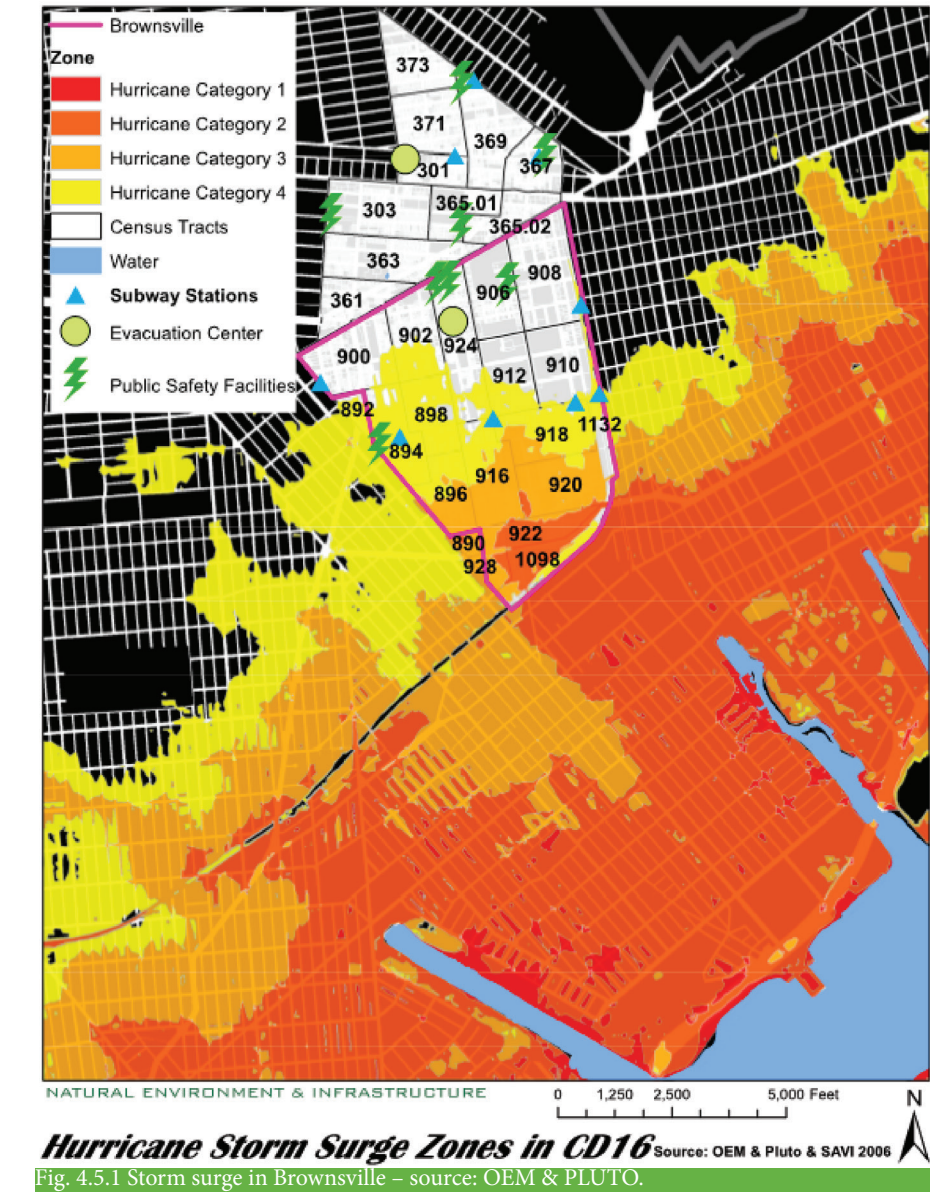 Brownsville
Zone
Hurricane Category 1
Hurricane Category 2
Hurricane Category 3
Hurricane Category 4
Census Tracts
Water
Subway Stations
Evacuation Center
Public Safety Facilities
373
371
369
367
301
365.01
303
365.02
363
908
906
361
902
924
900
912
910
892
898
1132
918
894
916
920
896
922
890
1098
928
NATURAL ENVIRONMENT & INFRASTRUCTURE
0 1,250 2,500 5,000 Feet
N
Hurricane Storm Surge Zones in CD16 Source: OEM & Pluto & SAVI 2006
Fig. 4.5.1 Storm surge in Brownsville – source: OEM & PLUTO.